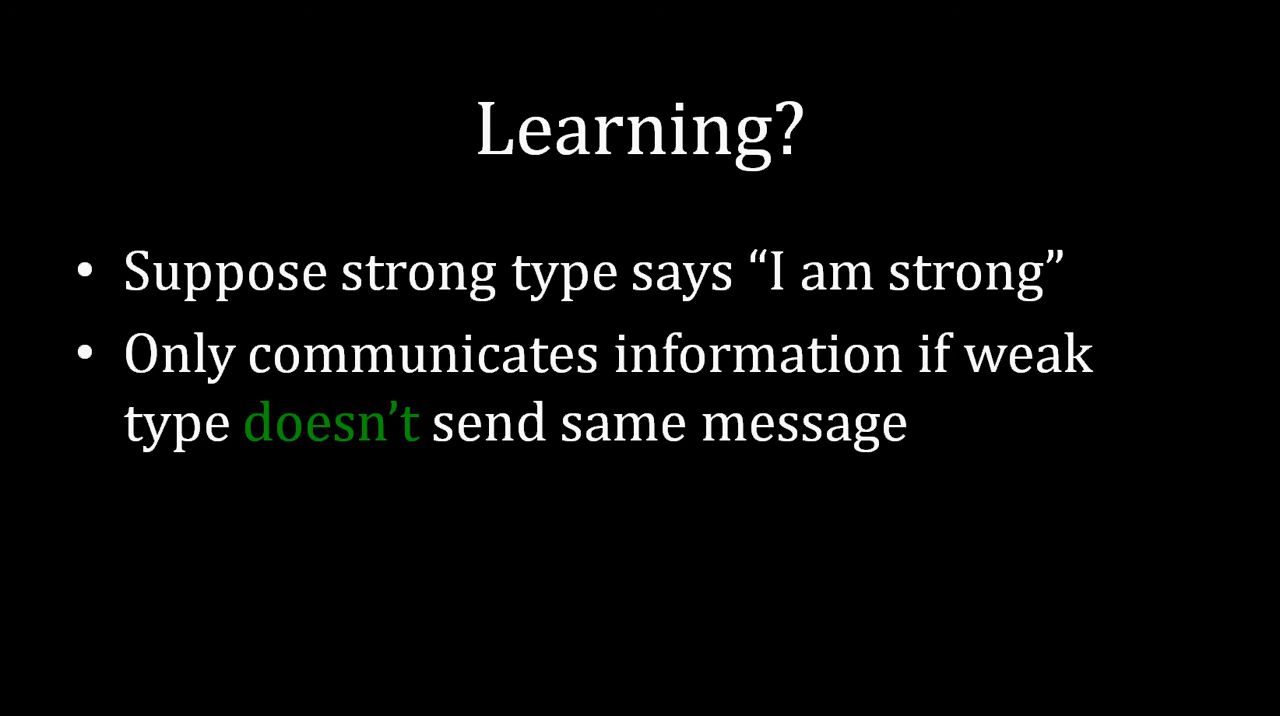 Learning?
• Suppose strong type says “I am strong”
• Only communicates information if weak
type doesn’t send same message